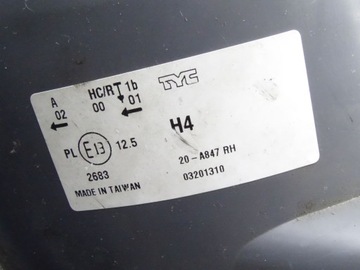 A HC/RT 1b TYC
02 00 01
PL E13 12.5 H4
2683 20-A847 RH
MADE IN TAIWAN 03201310